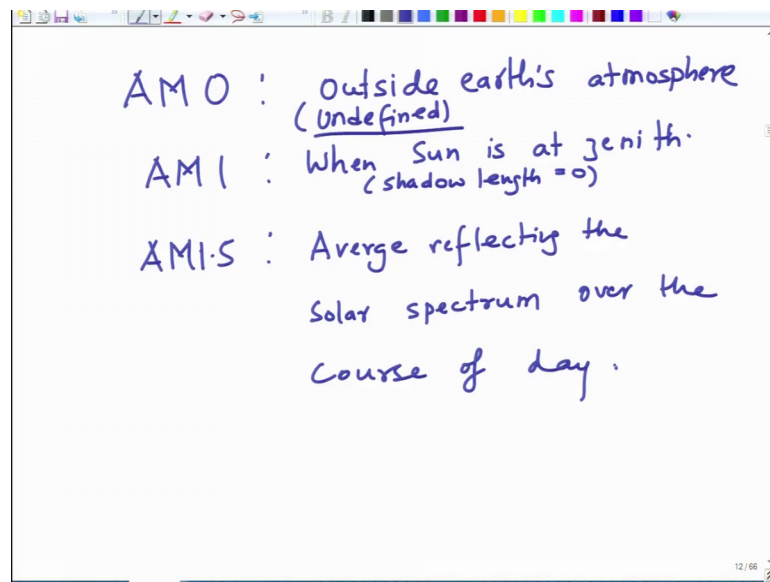 AM0 : Outside earth's atmosphere
(Undefined)
AM1 : When Sun is at zenith.
(shadow length = 0)
AM1.5 : Averge reflecting the
Solar spectrum over the
Course of day.
12 / 66